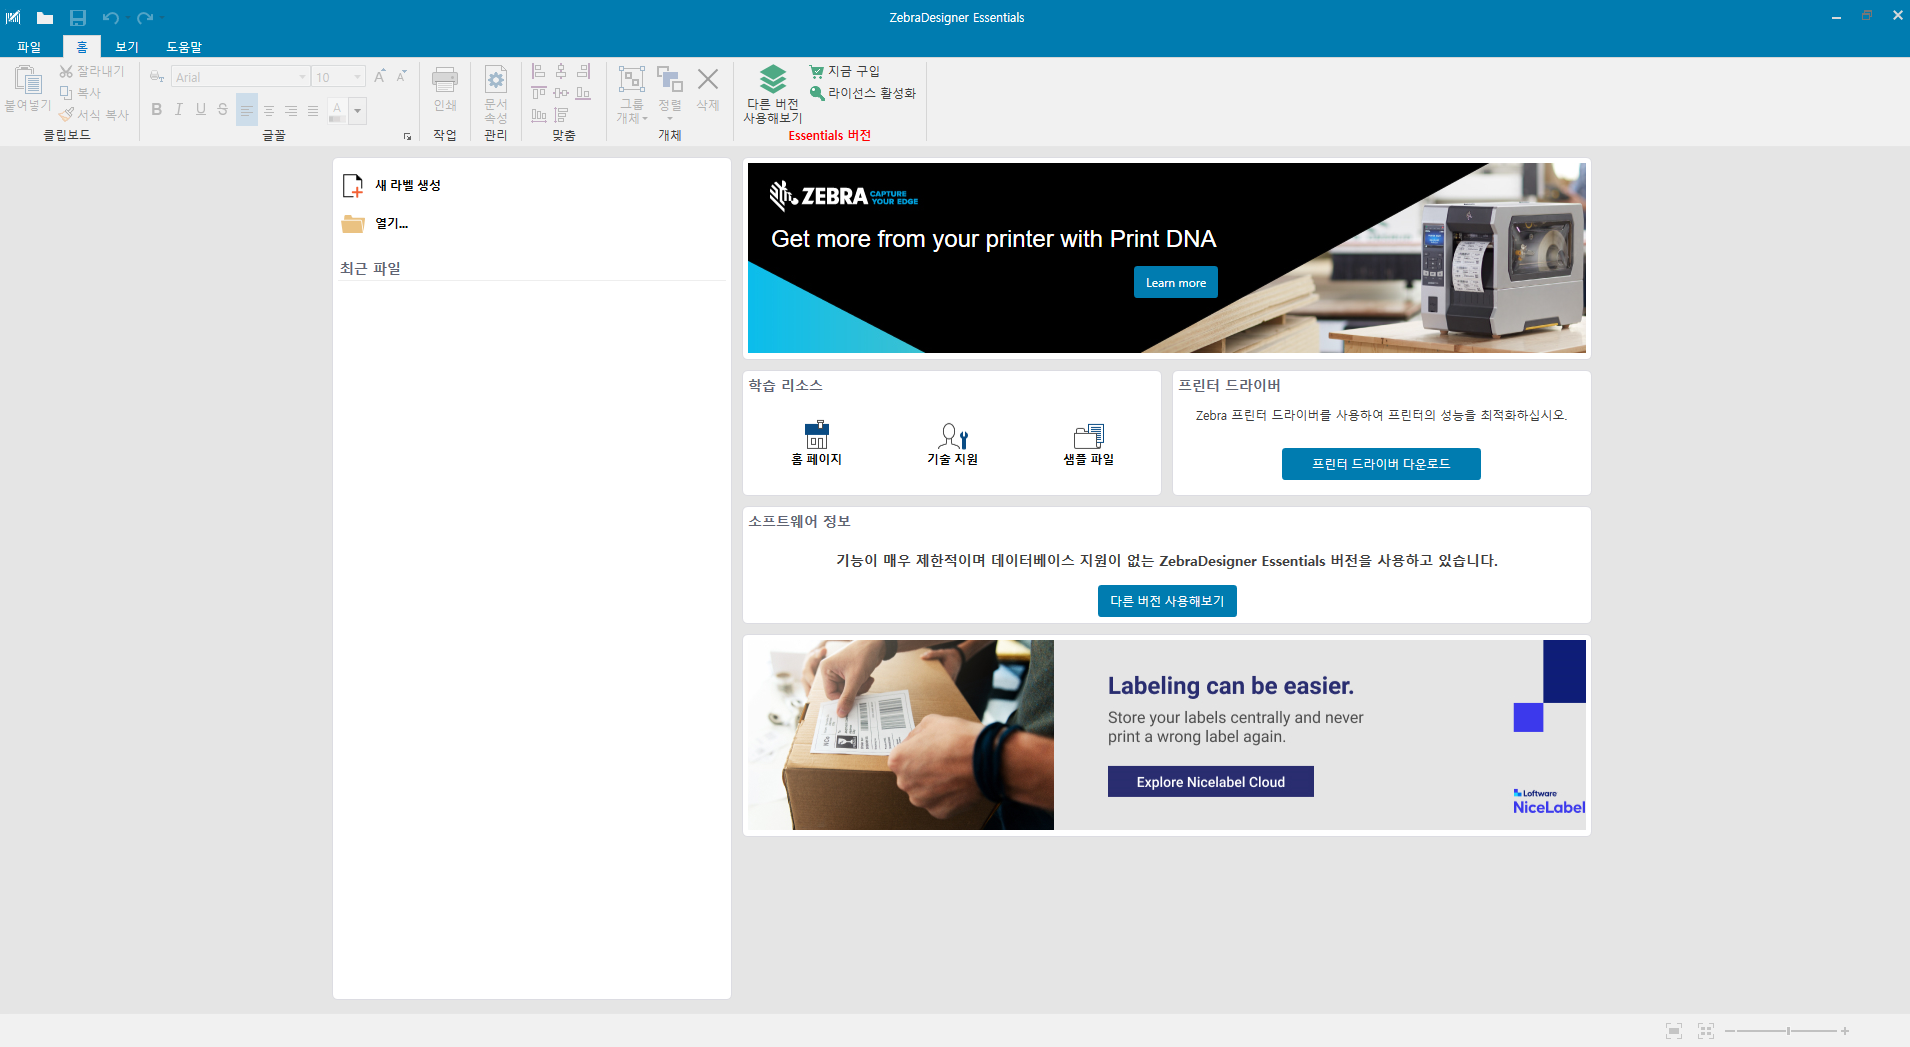 ZebraDesigner Essentials
파일
홈
보기
도움말
붙여넣기
잘라내기
복사
서식 복사
클립보드
Arial
10
글꼴
인쇄
작업
문서
속성
관리
맞춤
그룹
개체
정렬
삭제
개체
다른 버전
사용해보기
지금 구입
라이선스 활성화
Essentials 버전
새 라벨 생성
열기...
최근 파일
ZEBRA
CAPTURE
YOUR EDGE
Get more from your printer with Print DNA
Learn more
학습 리소스
홈 페이지
기술 지원
샘플 파일
프린터 드라이버
Zebra 프린터 드라이버를 사용하여 프린터의 성능을 최적화하십시오.
프린터 드라이버 다운로드
소프트웨어 정보
기능이 매우 제한적이며 데이터베이스 지원이 없는 ZebraDesigner Essentials 버전을 사용하고 있습니다.
다른 버전 사용해보기
Labeling can be easier.
Store your labels centrally and never
print a wrong label again.
Explore Nicelabel Cloud
Loftware
NiceLabel